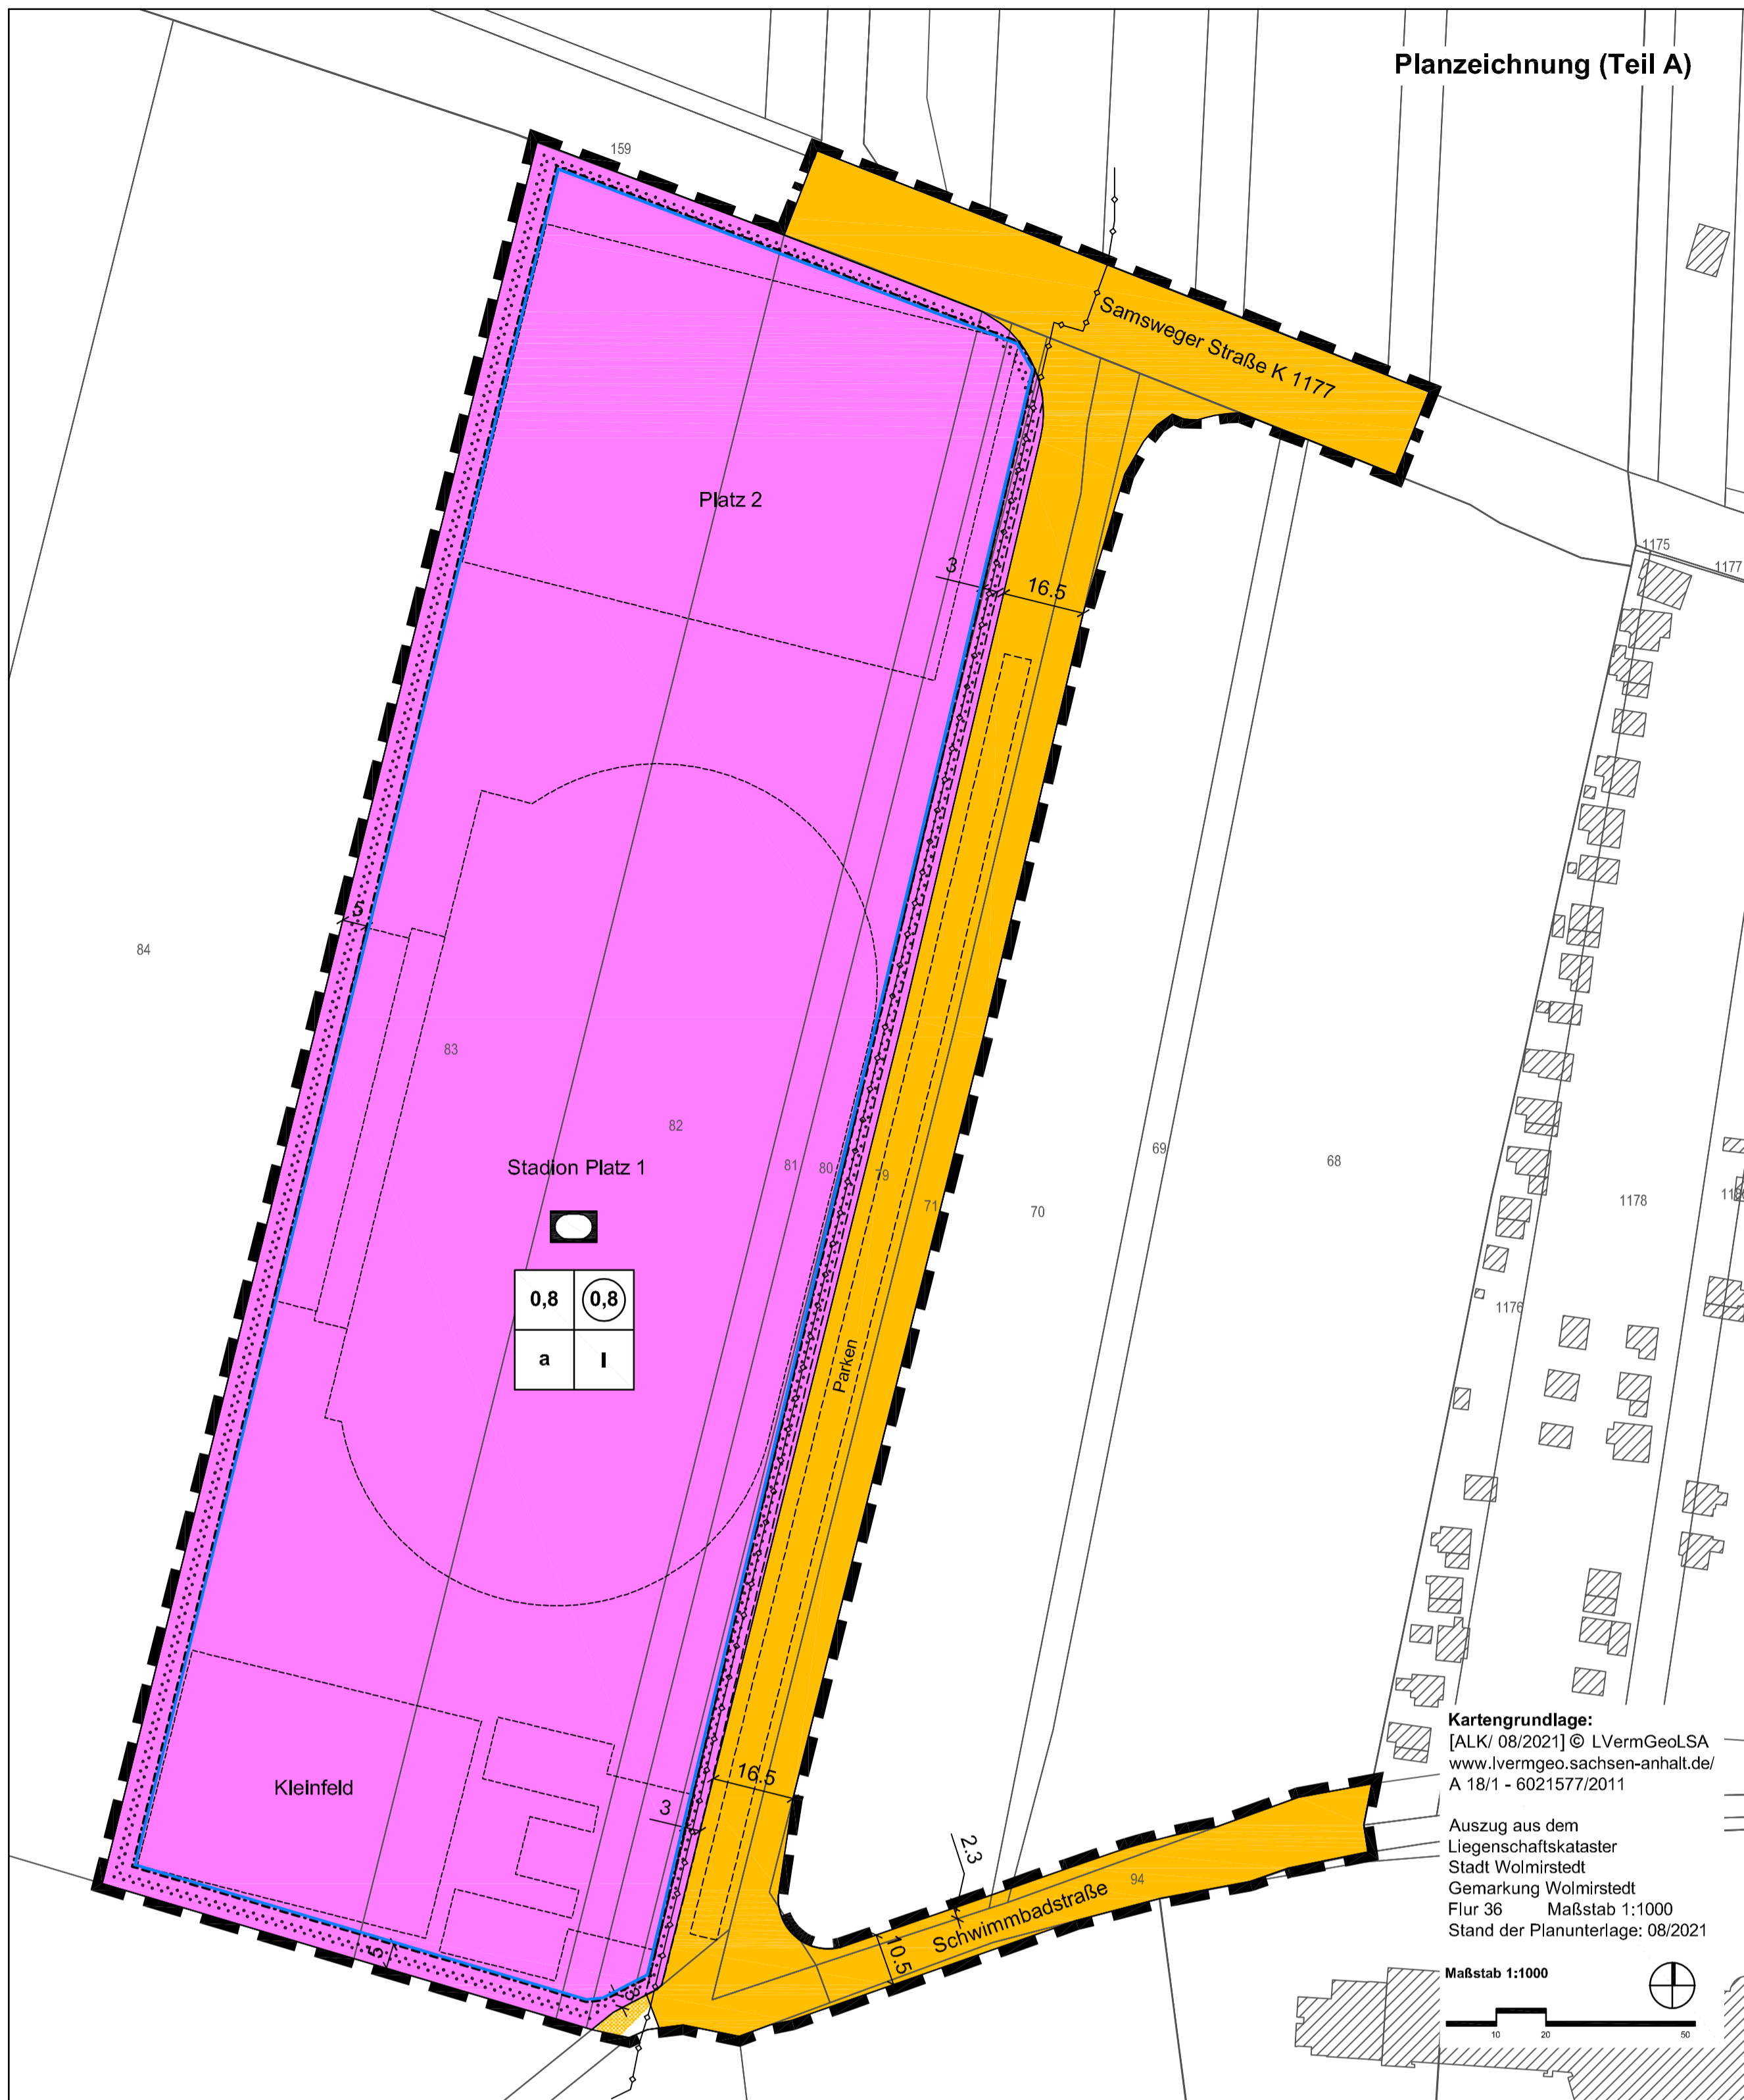 Planzeichnung (Teil A)
159
Samsweger Straße K 1177
Platz 2
3
16.5
1175
1177
5
84
83
82
81
80
79
71
70
69
68
1178
1176
Stadion Platz 1
0,8
0,8
a
I
Parken
Kleinfeld
16.5
3
2.3
94
Schwimmbadstraße
10.5
5
3
Kartengrundlage:
[ALK/ 08/2021] © LVermGeoLSA
www.lvermgeo.sachsen-anhalt.de/
A 18/1 - 6021577/2011
Auszug aus dem
Liegenschaftskataster
Stadt Wolmirstedt
Gemarkung Wolmirstedt
Flur 36 Maßstab 1:1000
Stand der Planunterlage: 08/2021
Maßstab 1:1000
10 20 50